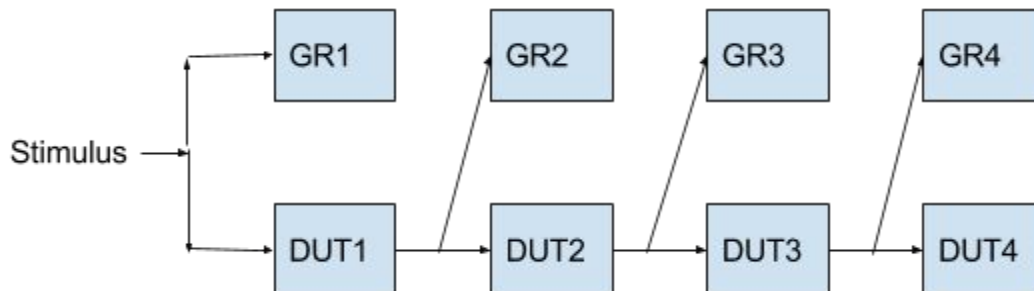 GR1
GR2
GR3
GR4
Stimulus
DUT1
DUT2
DUT3
DUT4